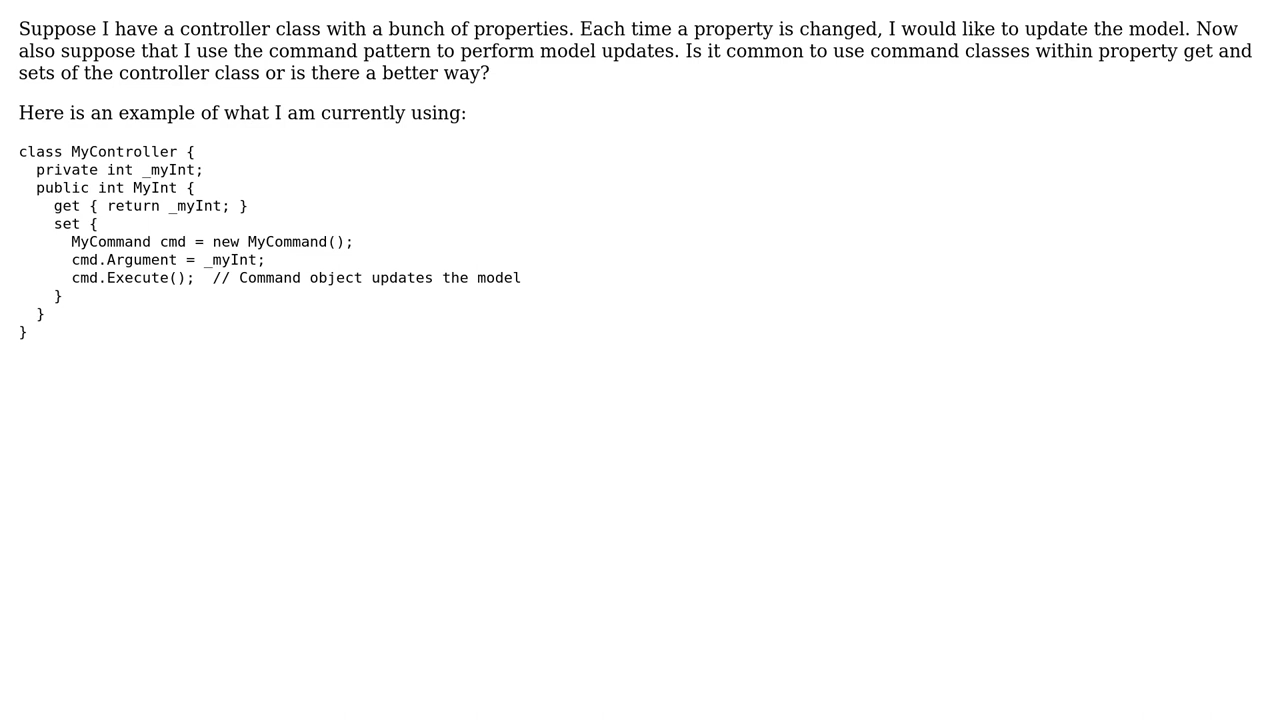 Suppose I have a controller class with a bunch of properties. Each time a property is changed, I would like to update the model. Now
also suppose that I use the command pattern to perform model updates. Is it common to use command classes within property get and
sets of the controller class or is there a better way?
Here is an example of what I am currently using:
class MyController {
  private int _myInt;
  public int MyInt {
    get { return _myInt; }
    set {
      MyCommand cmd = new MyCommand();
      cmd.Argument = _myInt;
      cmd.Execute();  // Command object updates the model
    }
  }
}